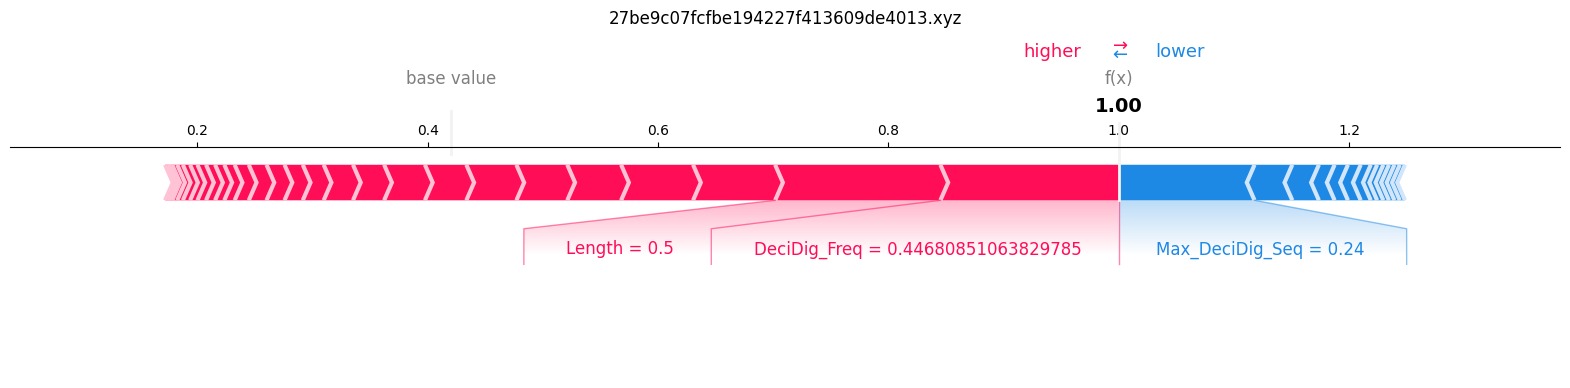 27be9c07fcfbe194227f413609de4013.xyz
higher ⇄ lower
base value f(x)
1.00
0.2 0.4 0.6 0.8 1.0 1.2
Length = 0.5 DeciDig_Freq = 0.44680851063829785 Max_DeciDig_Seq = 0.24